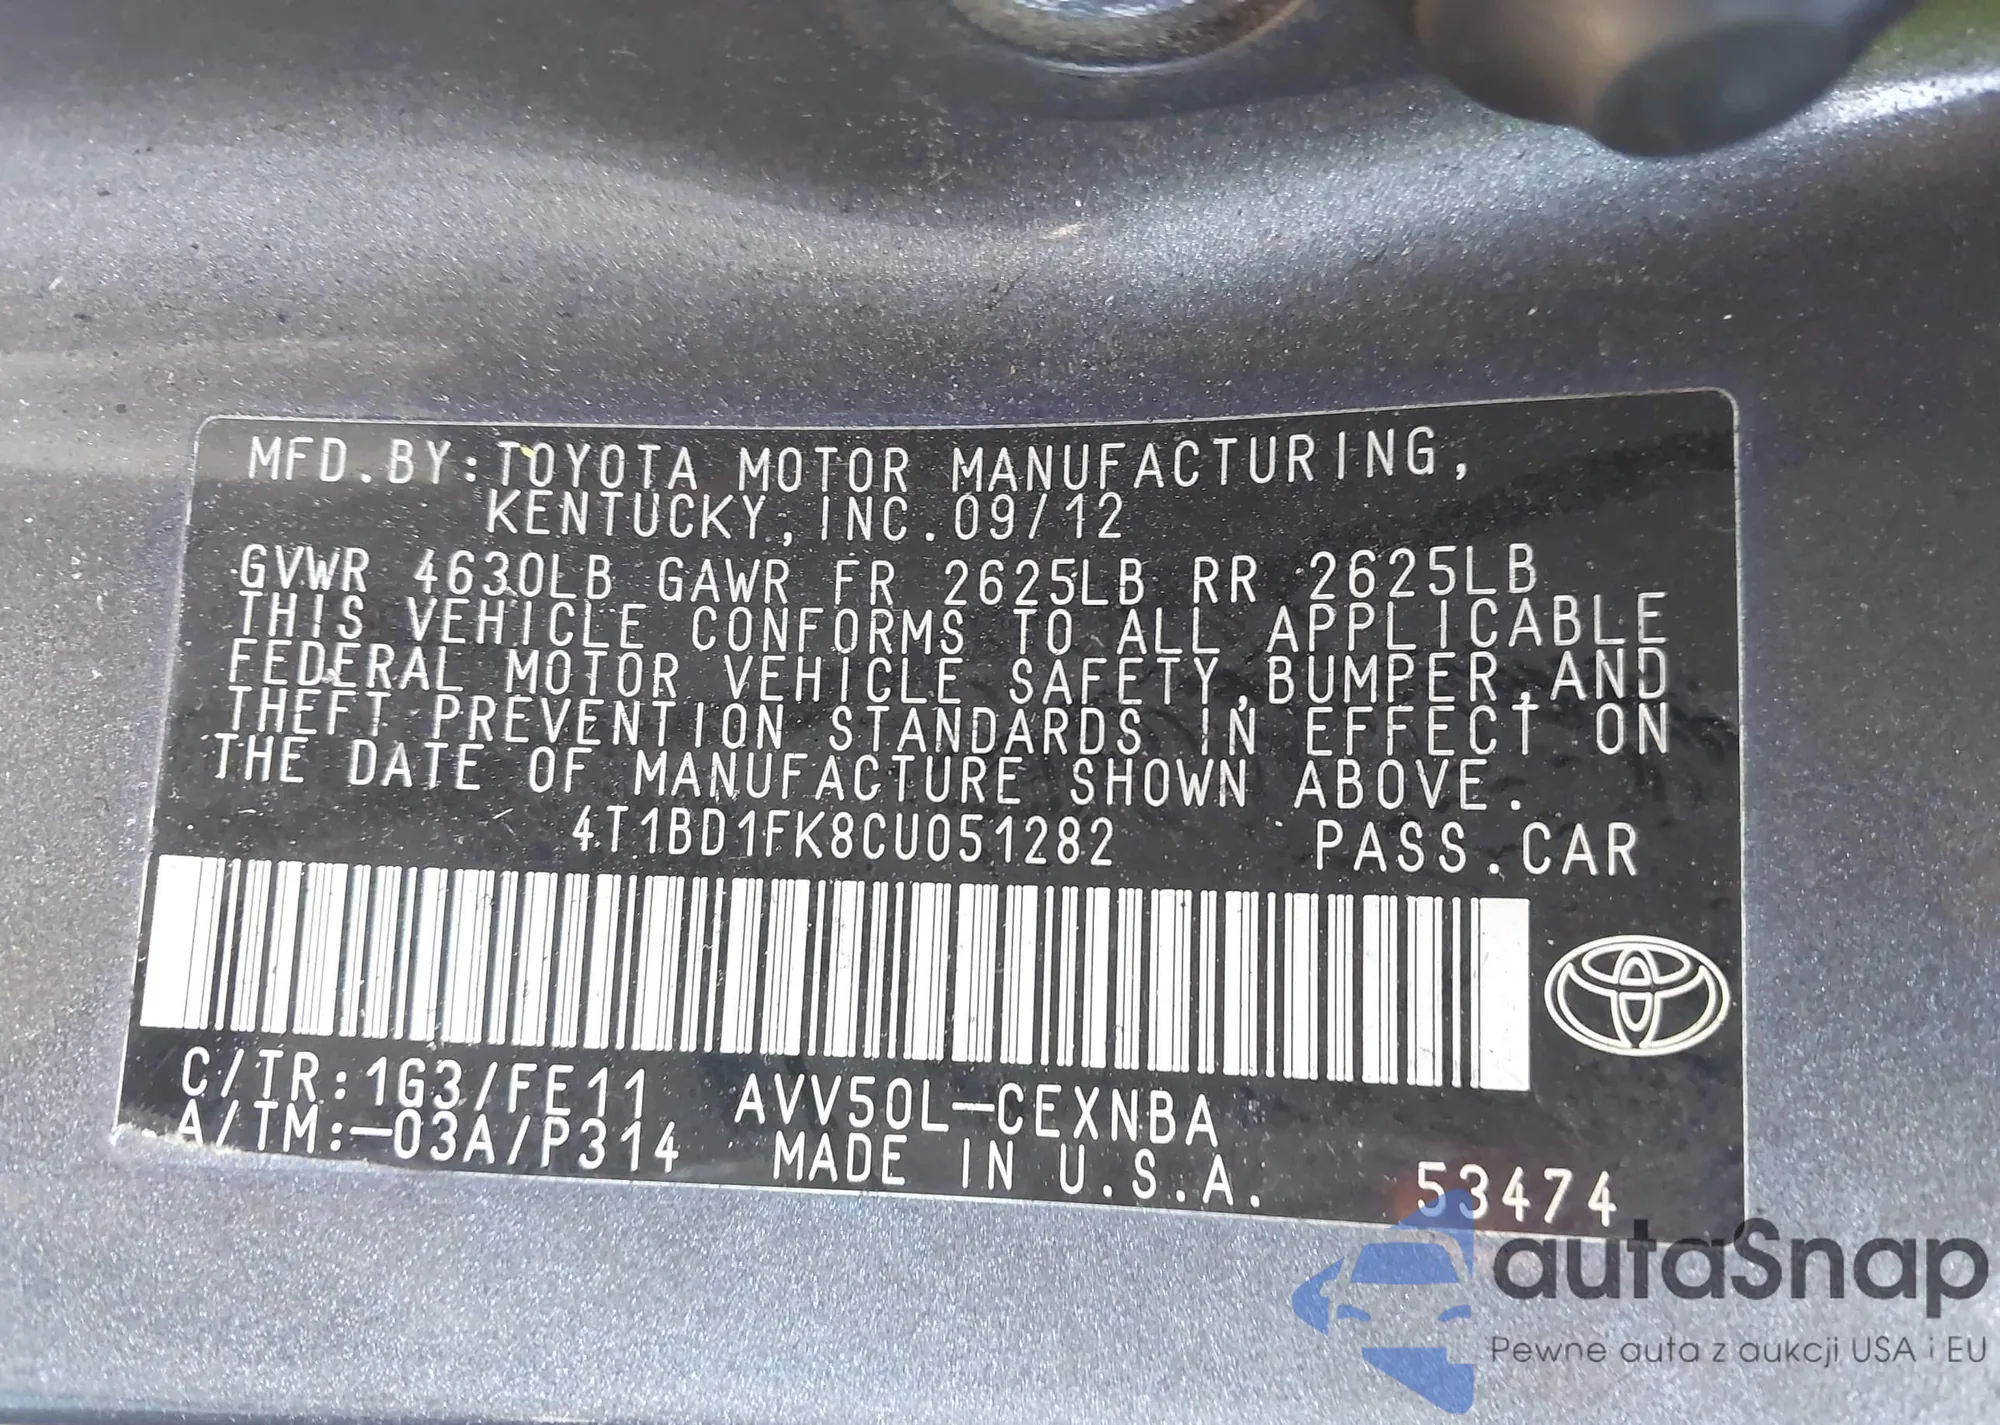 MFD.BY:TOYOTA MOTOR MANUFACTURING,
KENTUCKY,INC.09/12
GVWR 4630LB GAWR FR 2625LB RR 2625LB
THIS VEHICLE CONFORMS TO ALL APPLICABLE
FEDERAL MOTOR VEHICLE SAFETY,BUMPER,AND
THEFT PREVENTION STANDARDS IN EFFECT ON
THE DATE OF MANUFACTURE SHOWN ABOVE.
4T1BD1FK8CU051282 PASS.CAR
C/TR:1G3/FE11 AVV50L-CEXNBA
A/TM:-03A/P314 MADE IN U.S.A. 53474
autaSnap
Pewne auta z aukcji USA i EU